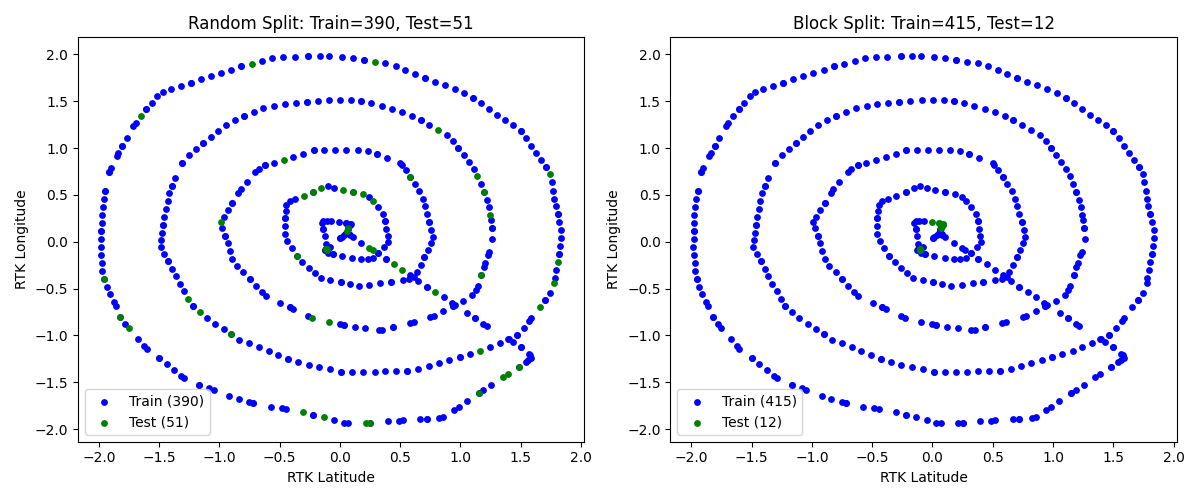 Random Split: Train=390, Test=51
RTK Longitude
2.0
1.5
1.0
0.5
0.0
−0.5
−1.0
−1.5
−2.0
Train (390)
Test (51)
−2.0 −1.5 −1.0 −0.5 0.0 0.5 1.0 1.5 2.0
RTK Latitude
Block Split: Train=415, Test=12
RTK Longitude
2.0
1.5
1.0
0.5
0.0
−0.5
−1.0
−1.5
−2.0
Train (415)
Test (12)
−2.0 −1.5 −1.0 −0.5 0.0 0.5 1.0 1.5 2.0
RTK Latitude